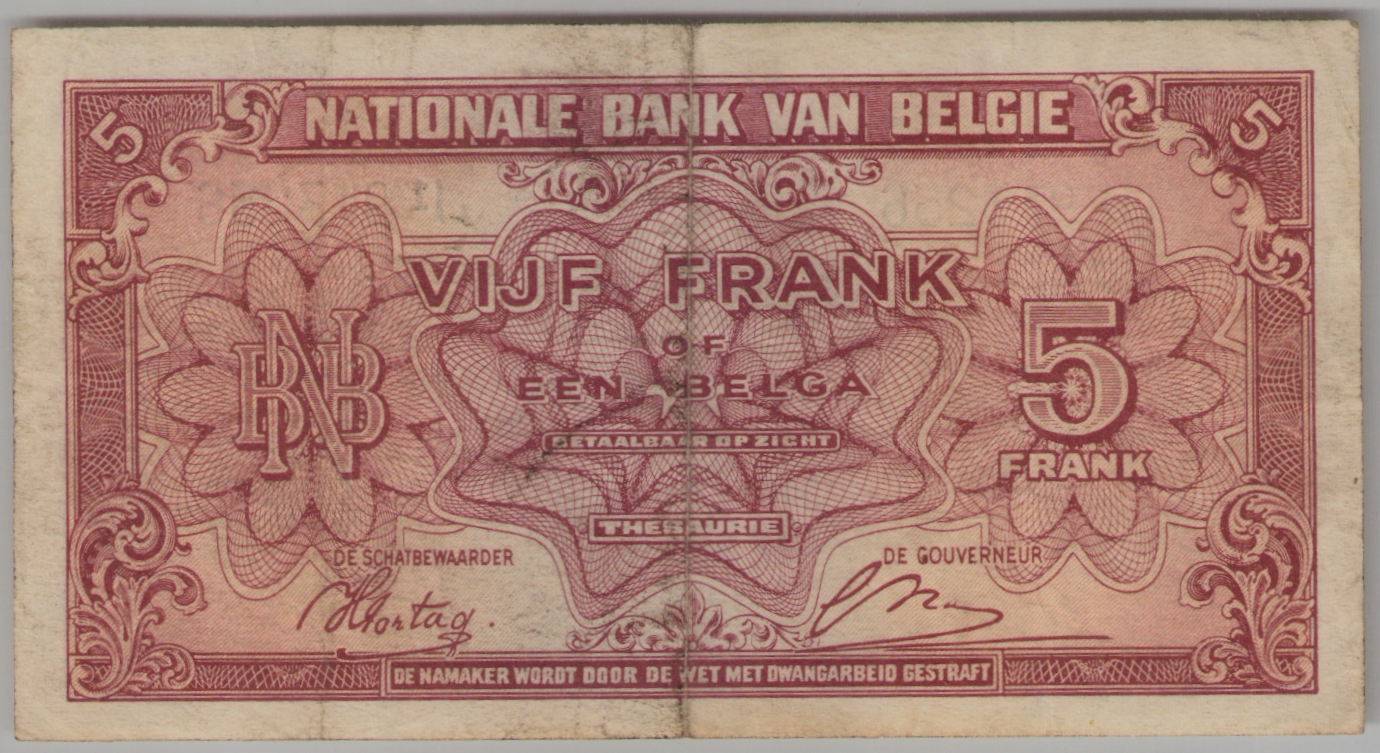 5
NATIONALE BANK VAN BELGIE
5
VIJF FRANK
OF
EEN BELGA
BETAALBAAR OP ZICHT
BNB
5
FRANK
THESAURIE
DE SCHATBEWAARDER
DE GOUVERNEUR
DE NAMAKER WORDT DOOR DE WET MET DWANGARBEID GESTRAFT